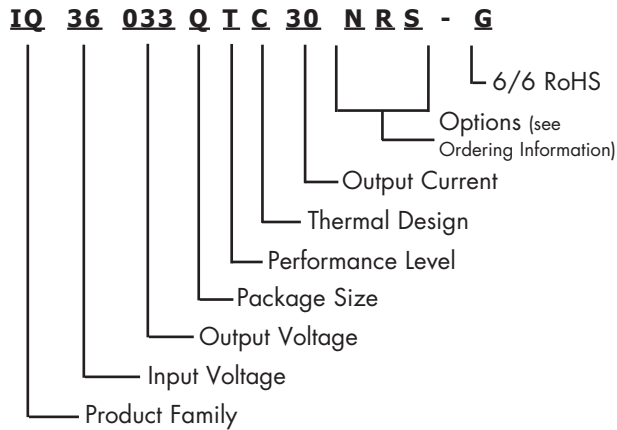 IQ 36 033 Q T C 30 N R S - G
6/6 RoHS
Options (see
Ordering Information)
Output Current
Thermal Design
Performance Level
Package Size
Output Voltage
Input Voltage
Product Family